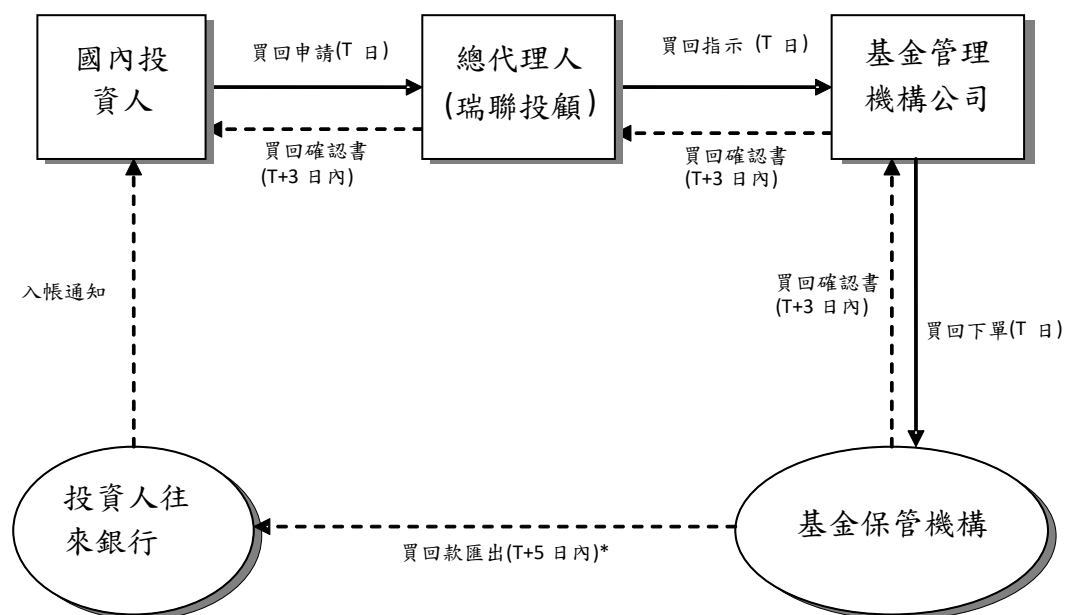 國內投
資人
買回申請(T 日)
總代理人
(瑞聯投顧)
買回指示 (T 日)
基金管理
機構公司
買回確認書
(T+3 日內)
買回確認書
(T+3 日內)
入帳通知
買回確認書
(T+3 日內)
買回下單(T 日)
投資人往
來銀行
買回款匯出(T+5 日內)*
基金保管機構